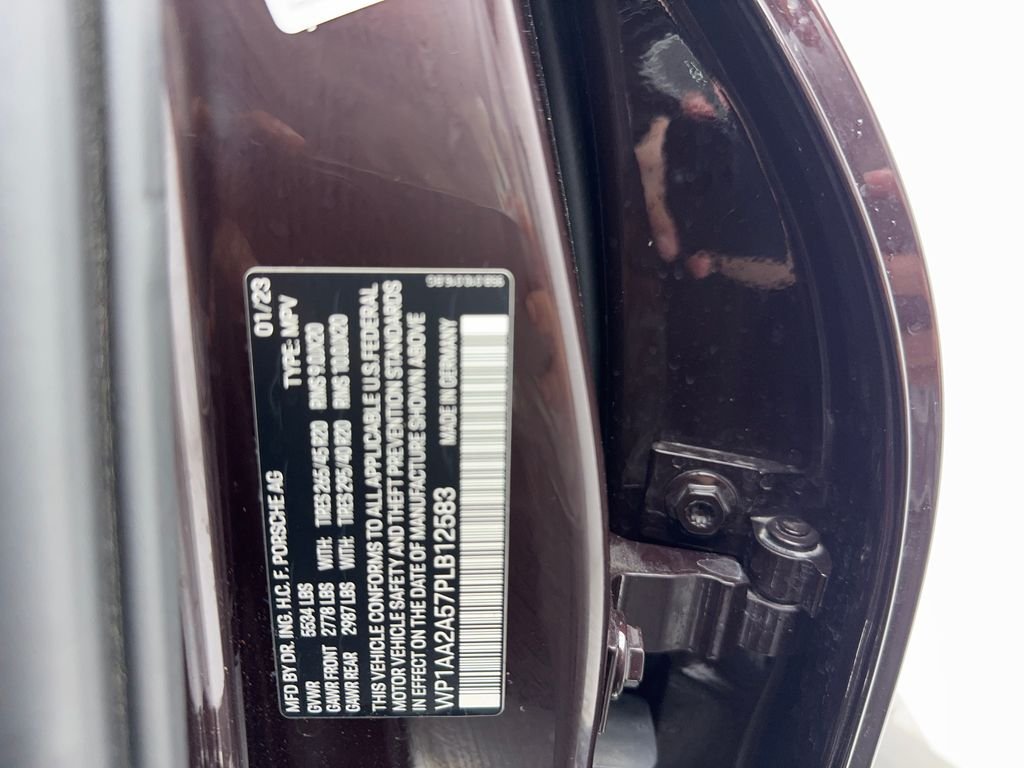 MFD BY DR. ING. H.C. F. PORSCHE AG 01/23
GVWR 5534 LBS TYPE: MPV
GAWR FRONT 2778 LBS WITH: TIRES 265/45 R20 RIMS 9.0JX20
GAWR REAR 2987 LBS WITH: TIRES 295/40 R20 RIMS 10.0JX20
THIS VEHICLE CONFORMS TO ALL APPLICABLE U.S. FEDERAL
MOTOR VEHICLE SAFETY AND THEFT PREVENTION STANDARDS
IN EFFECT ON THE DATE OF MANUFACTURE SHOWN ABOVE
WP1AA2A57PLB12583 MADE IN GERMANY